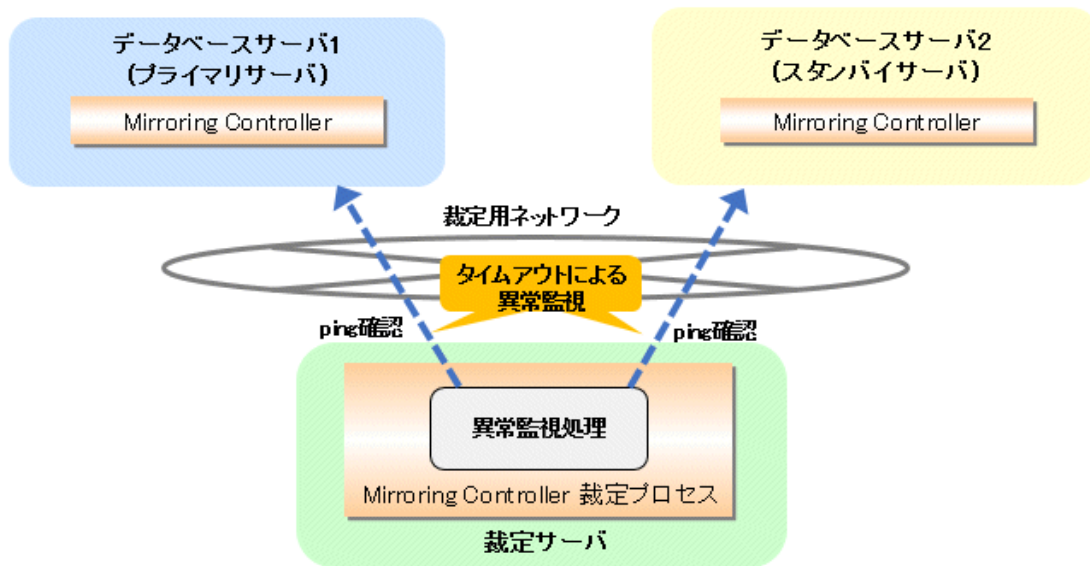 データベースサーバ1
(プライマリサーバ)
Mirroring Controller
データベースサーバ2
(スタンバイサーバ)
Mirroring Controller
裁定用ネットワーク
タイムアウトによる
異常監視
ping確認
ping確認
異常監視処理
Mirroring Controller 裁定プロセス
裁定サーバ